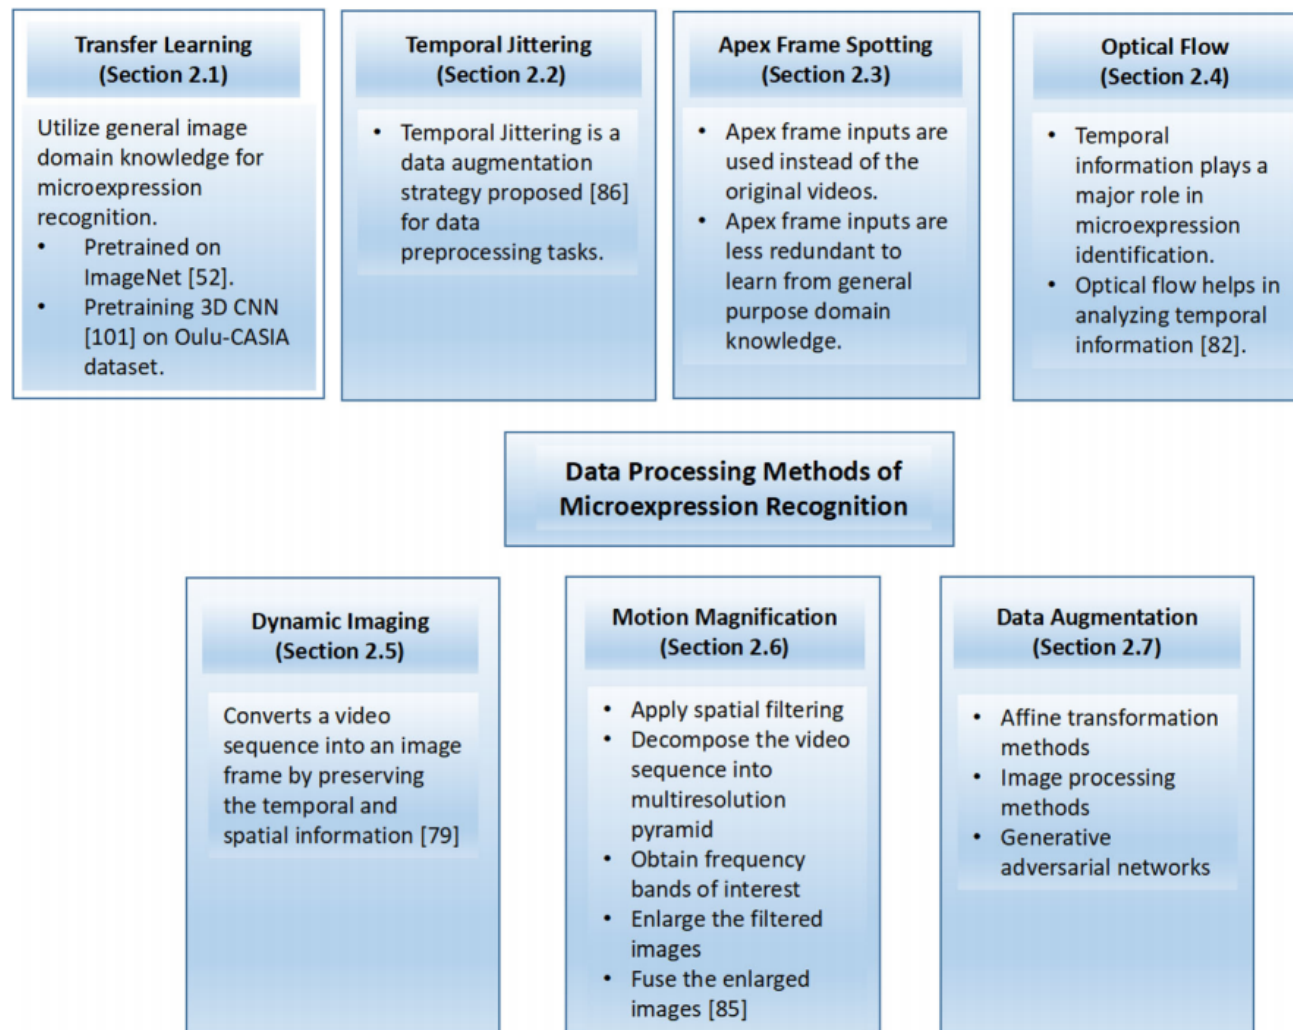 Transfer Learning
(Section 2.1)
Utilize general image
domain knowledge for
microexpression
recognition.
• Pretrained on
ImageNet [52].
• Pretraining 3D CNN
[101] on Oulu-CASIA
dataset.
Temporal Jittering
(Section 2.2)
• Temporal Jittering is a
data augmentation
strategy proposed [86]
for data
preprocessing tasks.
Apex Frame Spotting
(Section 2.3)
• Apex frame inputs are
used instead of the
original videos.
• Apex frame inputs are
less redundant to
learn from general
purpose domain
knowledge.
Optical Flow
(Section 2.4)
• Temporal
information plays a
major role in
microexpression
identification.
• Optical flow helps in
analyzing temporal
information [82].
Data Processing Methods of
Microexpression Recognition
Dynamic Imaging
(Section 2.5)
Converts a video
sequence into an image
frame by preserving
the temporal and
spatial information [79]
Motion Magnification
(Section 2.6)
• Apply spatial filtering
• Decompose the video
sequence into
multiresolution
pyramid
• Obtain frequency
bands of interest
• Enlarge the filtered
images
• Fuse the enlarged
images [85]
Data Augmentation
(Section 2.7)
• Affine transformation
methods
• Image processing
methods
• Generative
adversarial networks